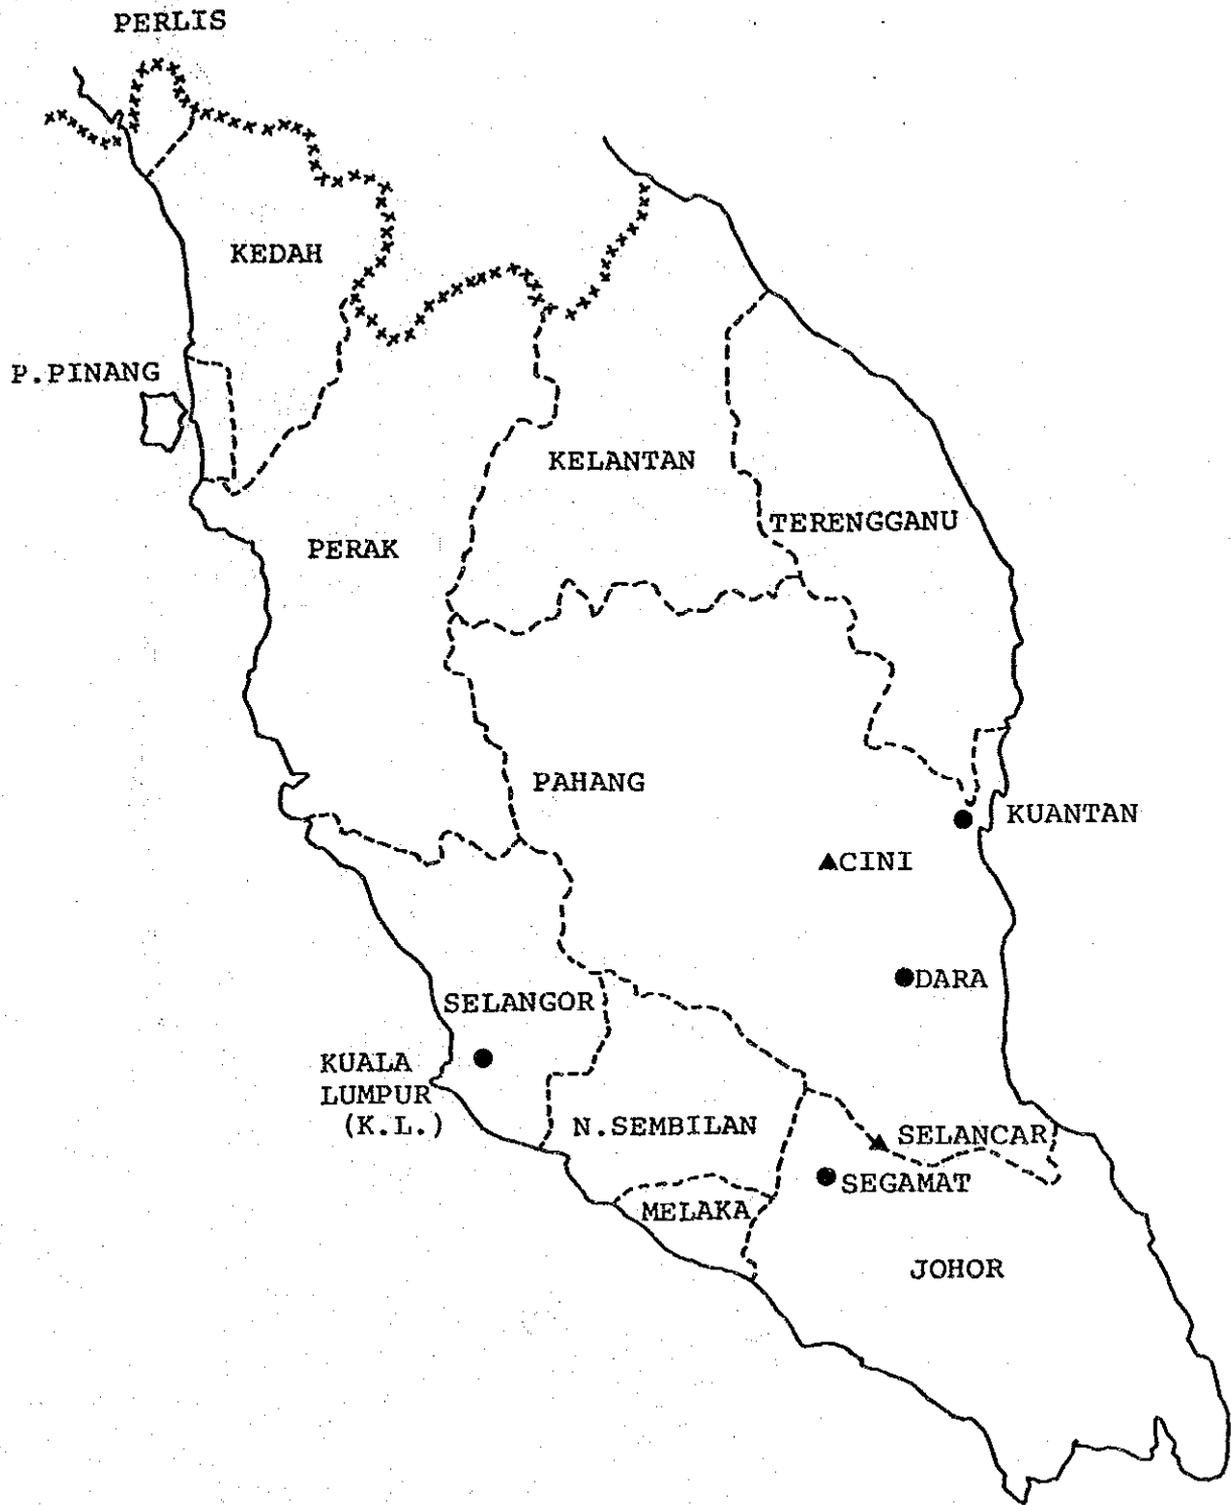 PERLIS
KEDAH
P.PINANG
KELANTAN
TERENGGANU
PERAK
PAHANG
KUANTAN
CINI
DARA
SELANGOR
KUALA
LUMPUR
(K.L.)
N.SEMBILAN
SELANCAR
SEGAMAT
MELAKA
JOHOR